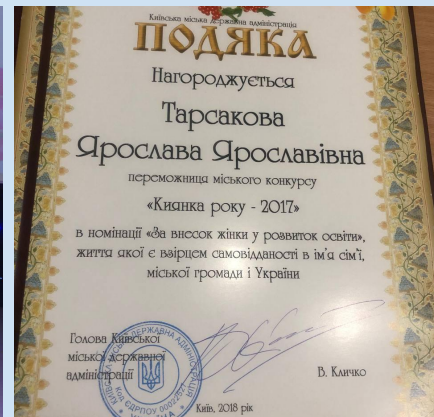 Київська міська державна адміністрація
ПОДЯКА
Нагороджується
Тарсакова
Ярослава Ярославівна
переможниця міського конкурсу
«Киянка року - 2017»
в номінації «За внесок жінки у розвиток освіти»,
життя якої є взірцем самовідданості в ім'я сім'ї,
міської громади і України
Голова Київської
міської державної
адміністрації
В. Кличко
Київ, 2018 рік